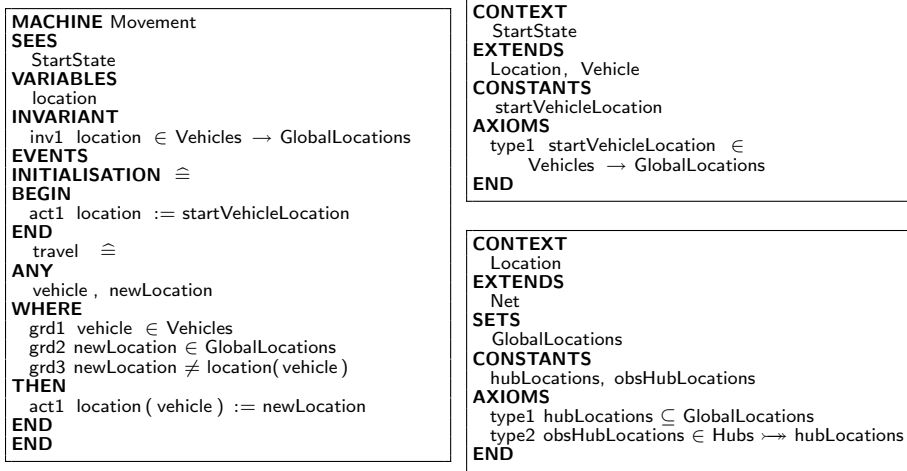 MACHINE Movement
SEES
StartState
VARIABLES
location
INVARIANT
inv1 location ∈ Vehicles → GlobalLocations
EVENTS
INITIALISATION ≙
BEGIN
act1 location := startVehicleLocation
END
travel ≙
ANY
vehicle , newLocation
WHERE
grd1 vehicle ∈ Vehicles
grd2 newLocation ∈ GlobalLocations
grd3 newLocation ≠ location( vehicle )
THEN
act1 location ( vehicle ) := newLocation
END
END
CONTEXT
StartState
EXTENDS
Location, Vehicle
CONSTANTS
startVehicleLocation
AXIOMS
type1 startVehicleLocation ∈
Vehicles → GlobalLocations
END
CONTEXT
Location
EXTENDS
Net
SETS
GlobalLocations
CONSTANTS
hubLocations, obsHubLocations
AXIOMS
type1 hubLocations ⊆ GlobalLocations
type2 obsHubLocations ∈ Hubs ⤖ hubLocations
END